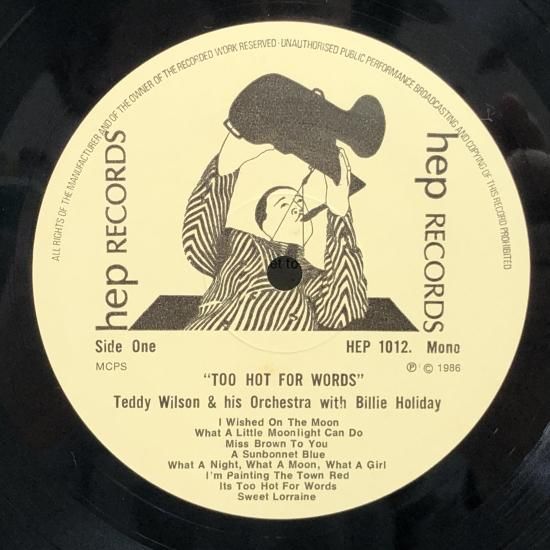 ALL RIGHTS OF THE MANUFACTURER AND OF THE OWNER OF THE RECORDED WORK RESERVED · UNAUTHORISED PUBLIC PERFORMANCE BROADCASTING AND COPYING OF THIS RECORD PROHIBITED
hep RECORDS
hep RECORDS
Side One
HEP 1012. Mono
MCPS
℗ © 1986
"TOO HOT FOR WORDS"
Teddy Wilson & his Orchestra with Billie Holiday
I Wished On The Moon
What A Little Moonlight Can Do
Miss Brown To You
A Sunbonnet Blue
What A Night, What A Moon, What A Girl
I'm Painting The Town Red
Its Too Hot For Words
Sweet Lorraine